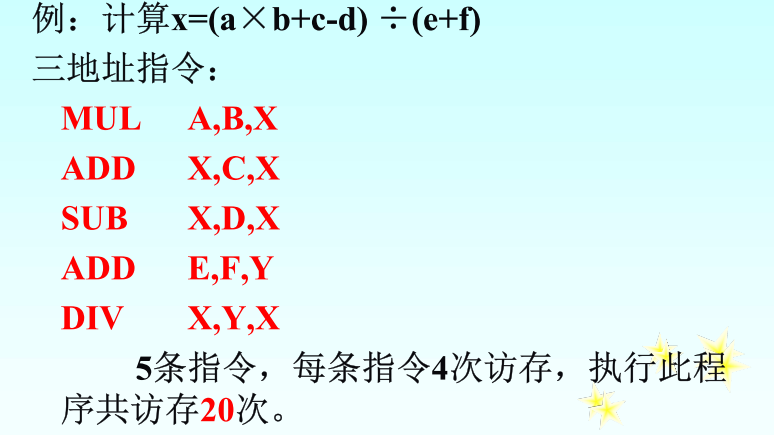 例：计算x=(a×b+c-d) ÷(e+f)
三地址指令：
MUL A,B,X
ADD X,C,X
SUB X,D,X
ADD E,F,Y
DIV X,Y,X
5条指令，每条指令4次访存，执行此程
序共访存20次。